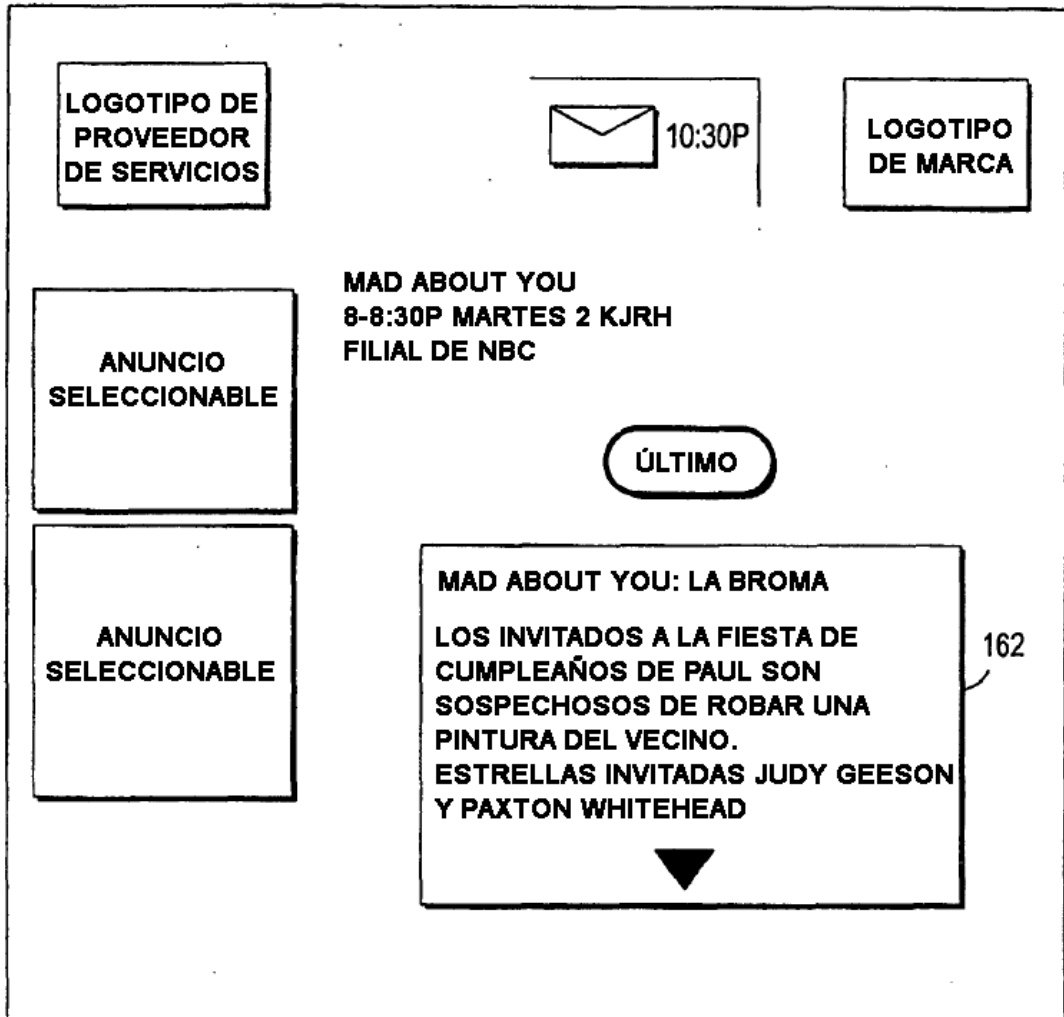 LOGOTIPO DE
PROVEEDOR
DE SERVICIOS
10:30P
LOGOTIPO
DE MARCA
MAD ABOUT YOU
8-8:30P MARTES 2 KJRH
FILIAL DE NBC
ANUNCIO
SELECCIONABLE
ÚLTIMO
ANUNCIO
SELECCIONABLE
MAD ABOUT YOU: LA BROMA
LOS INVITADOS A LA FIESTA DE
CUMPLEAÑOS DE PAUL SON
SOSPECHOSOS DE ROBAR UNA
PINTURA DEL VECINO.
ESTRELLAS INVITADAS JUDY GEESON
Y PAXTON WHITEHEAD
162